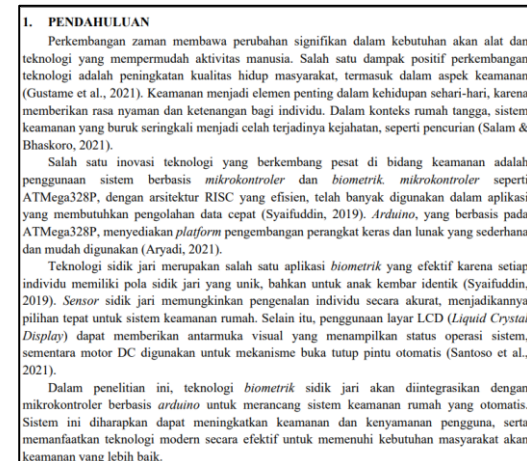 1. PENDAHULUAN
Perkembangan zaman membawa perubahan signifikan dalam kebutuhan akan alat dan
teknologi yang mempermudah aktivitas manusia. Salah satu dampak positif perkembangan
teknologi adalah peningkatan kualitas hidup masyarakat, termasuk dalam aspek keamanan
(Gustame et al., 2021). Keamanan menjadi elemen penting dalam kehidupan sehari-hari, karena
memberikan rasa nyaman dan ketenangan bagi individu. Dalam konteks rumah tangga, sistem
keamanan yang buruk seringkali menjadi celah terjadinya kejahatan, seperti pencurian (Salam &
Bhaskoro, 2021).
Salah satu inovasi teknologi yang berkembang pesat di bidang keamanan adalah
penggunaan sistem berbasis mikrokontroler dan biometrik. mikrokontroler seperti
ATMega328P, dengan arsitektur RISC yang efisien, telah banyak digunakan dalam aplikasi
yang membutuhkan pengolahan data cepat (Syaifuddin, 2019). Arduino, yang berbasis pada
ATMega328P, menyediakan platform pengembangan perangkat keras dan lunak yang sederhana
dan mudah digunakan (Aryadi, 2021).
Teknologi sidik jari merupakan salah satu aplikasi biometrik yang efektif karena setiap
individu memiliki pola sidik jari yang unik, bahkan untuk anak kembar identik (Syaifuddin,
2019). Sensor sidik jari memungkinkan pengenalan individu secara akurat, menjadikannya
pilihan tepat untuk sistem keamanan rumah. Selain itu, penggunaan layar LCD (Liquid Crystal
Display) dapat memberikan antarmuka visual yang menampilkan status operasi sistem,
sementara motor DC digunakan untuk mekanisme buka tutup pintu otomatis (Santoso et al.,
2021).
Dalam penelitian ini, teknologi biometrik sidik jari akan diintegrasikan dengan
mikrokontroler berbasis arduino untuk merancang sistem keamanan rumah yang otomatis.
Sistem ini diharapkan dapat meningkatkan keamanan dan kenyamanan pengguna, serta
memanfaatkan teknologi modern secara efektif untuk memenuhi kebutuhan masyarakat akan
keamanan yang lebih baik.